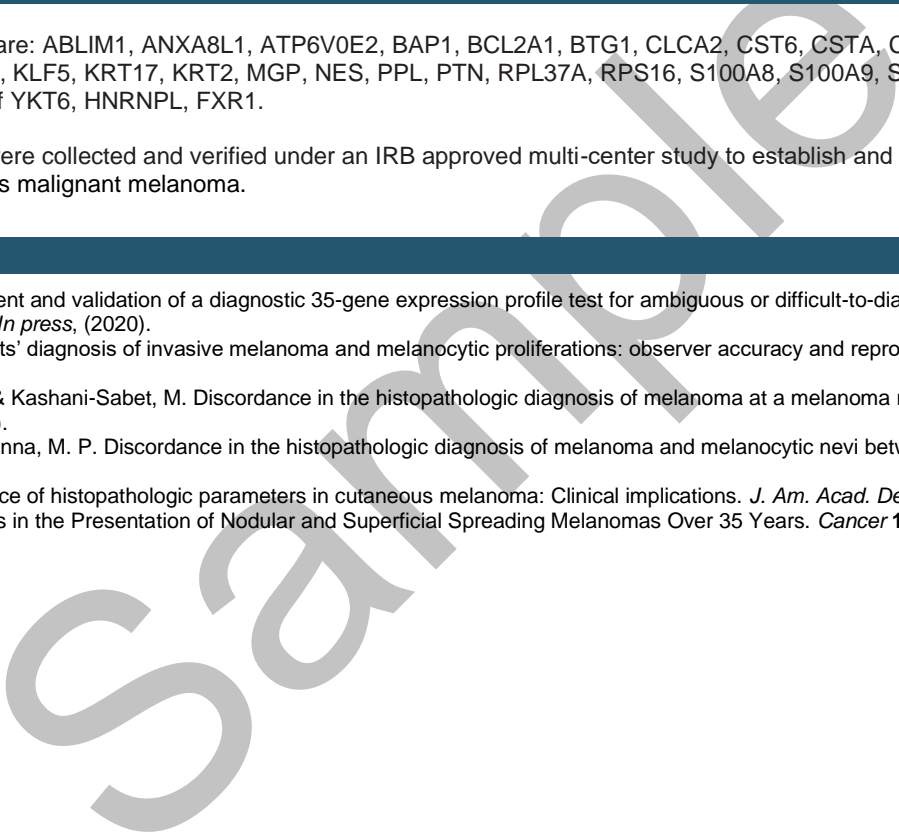 are: ABLIM1, ANXA8L1, ATP6V0E2, BAP1, BCL2A1, BTG1, CLCA2, CST6, CSTA, C
, KLF5, KRT17, KRT2, MGP, NES, PPL, PTN, RPL37A, RPS16, S100A8, S100A9, S
f YKT6, HNRNPL, FXR1.
were collected and verified under an IRB approved multi-center study to establish and
s malignant melanoma.
ent and validation of a diagnostic 35-gene expression profile test for ambiguous or difficult-to-dia
In press, (2020).
ts’ diagnosis of invasive melanoma and melanocytic proliferations: observer accuracy and repro
& Kashani-Sabet, M. Discordance in the histopathologic diagnosis of melanoma at a melanoma
).
nna, M. P. Discordance in the histopathologic diagnosis of melanoma and melanocytic nevi betw
ce of histopathologic parameters in cutaneous melanoma: Clinical implications. J. Am. Acad. De
s in the Presentation of Nodular and Superficial Spreading Melanomas Over 35 Years. Cancer 1
Sample